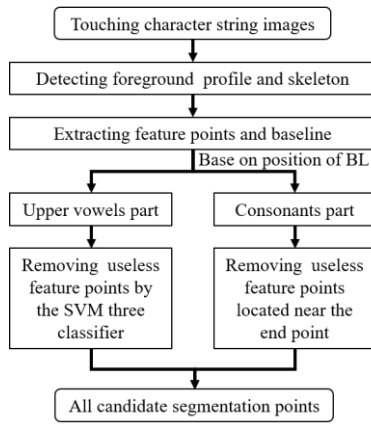 Touching character string images
Detecting foreground profile and skeleton
Extracting feature points and baseline
Base on position of BL
Upper vowels part
Consonants part
Removing useless
feature points by
the SVM three
classifier
Removing useless
feature points
located near the
end point
All candidate segmentation points